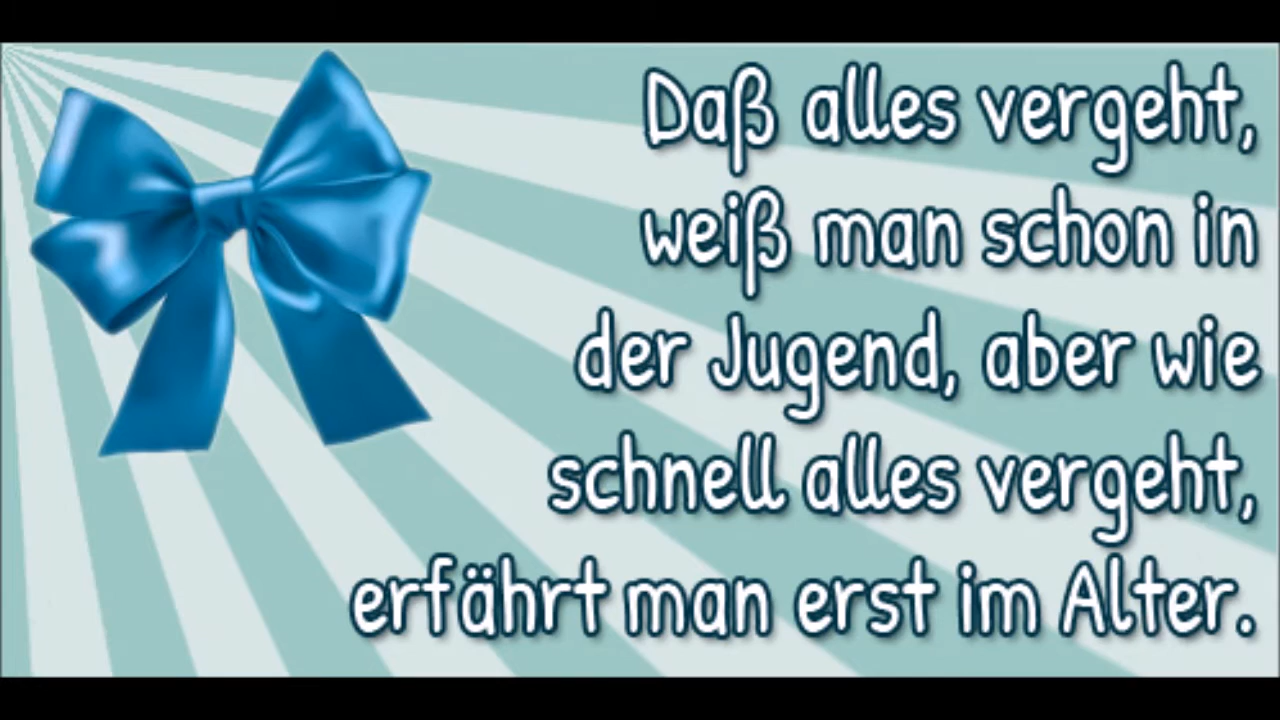 Daß alles vergeht,
weiß man schon in
der Jugend, aber wie
schnell alles vergeht,
erfährt man erst im Alter.